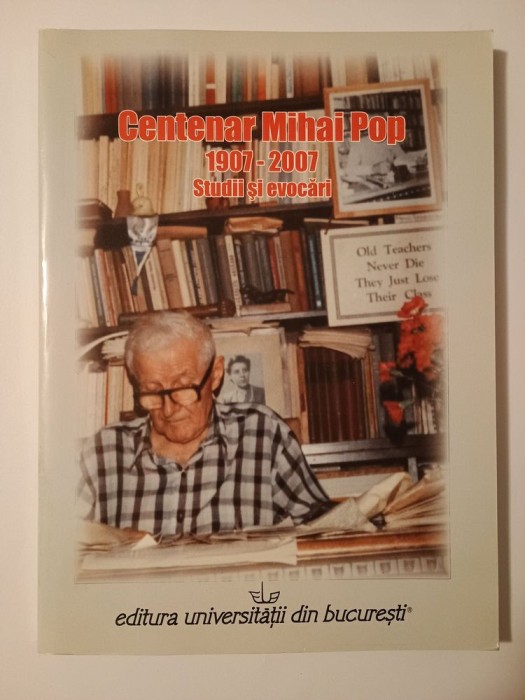 Centenar Mihai Pop
1907 - 2007
Studii și evocări
Old Teachers
Never Die
They Just Lose
Their Class
editura universității din bucurești®